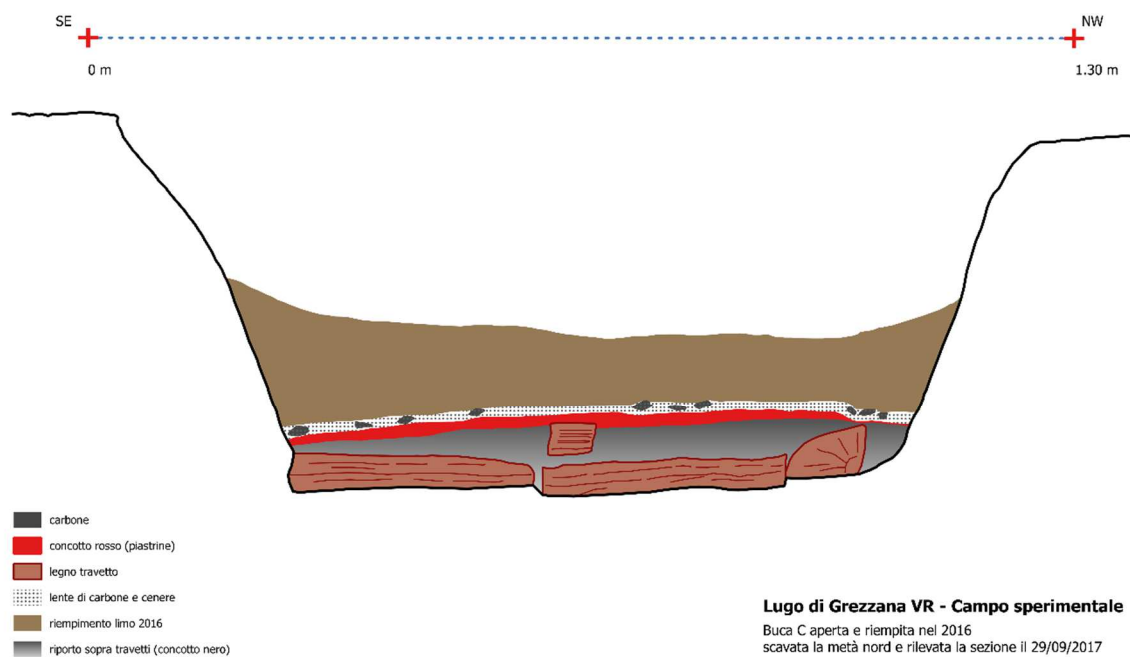 SE
NW
0 m
1.30 m
carbone
concotto rosso (piastrine)
legno travetto
lente di carbone e cenere
riempimento limo 2016
riporto sopra travetti (concotto nero)
Lugo di Grezzana VR - Campo sperimentale
Buca C aperta e riempita nel 2016
scavata la metà nord e rilevata la sezione il 29/09/2017